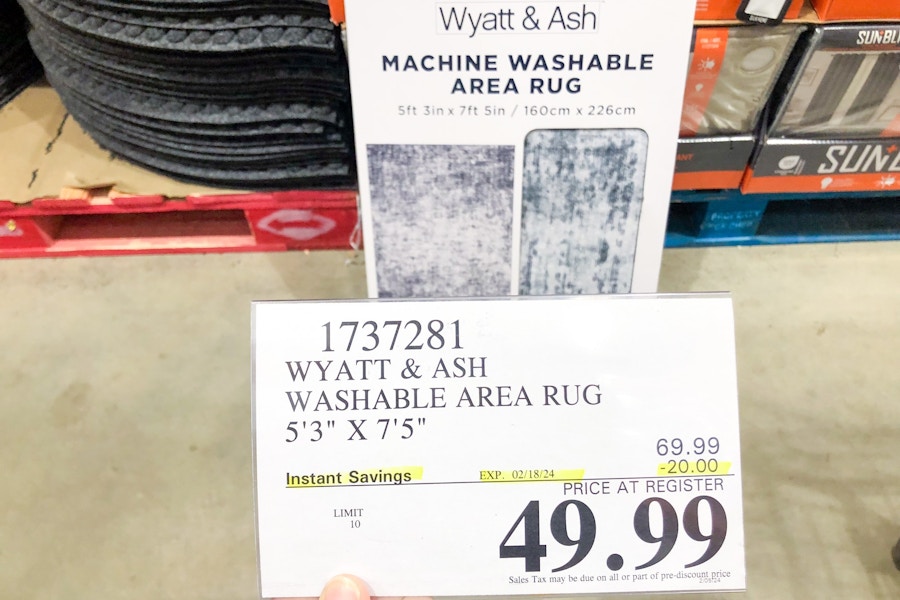 Wyatt & Ash
MACHINE WASHABLE
AREA RUG
5ft 3in x 7ft 5in / 160cm x 226cm
SUNBL
SUN
1737281
WYATT & ASH
WASHABLE AREA RUG
5'3" X 7'5"
69.99
Instant Savings EXP. 02/18/24 -20.00
PRICE AT REGISTER
LIMIT
10
49.99
Sales Tax may be due on all or part of pre-discount price